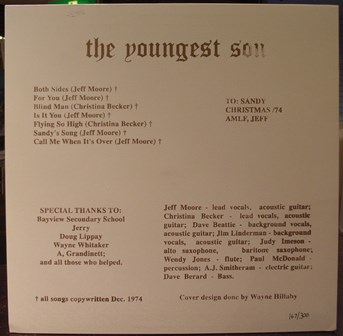 the youngest son
Both Sides (Jeff Moore) †
For You (Jeff Moore) †
Blind Man (Christina Becker) †
Is It You (Jeff Moore) †
Flying So High (Christina Becker) †
Sandy's Song (Jeff Moore) †
Call Me When It's Over (Jeff Moore) †
TO: SANDY
CHRISTMAS /74
AMLF, JEFF
SPECIAL THANKS TO:
Bayview Secondary School
Jerry
Doug Lippay
Wayne Whitaker
A, Grandinett;
and all those who helped.
Jeff Moore - lead vocals, acoustic guitar;
Christina Becker - lead vocals, acoustic
guitar; Dave Beattie - background vocals,
acoustic guitar; Jim Linderman - background
vocals, acoustic guitar; Judy Imeson -
alto saxophone, baritone saxophone;
Wendy Jones - flute; Paul McDonald -
percussion; A.J. Smitheram - electric guitar;
Dave Berard - Bass.
† all songs copywritten Dec. 1974
Cover design done by Wayne Hillaby
/300